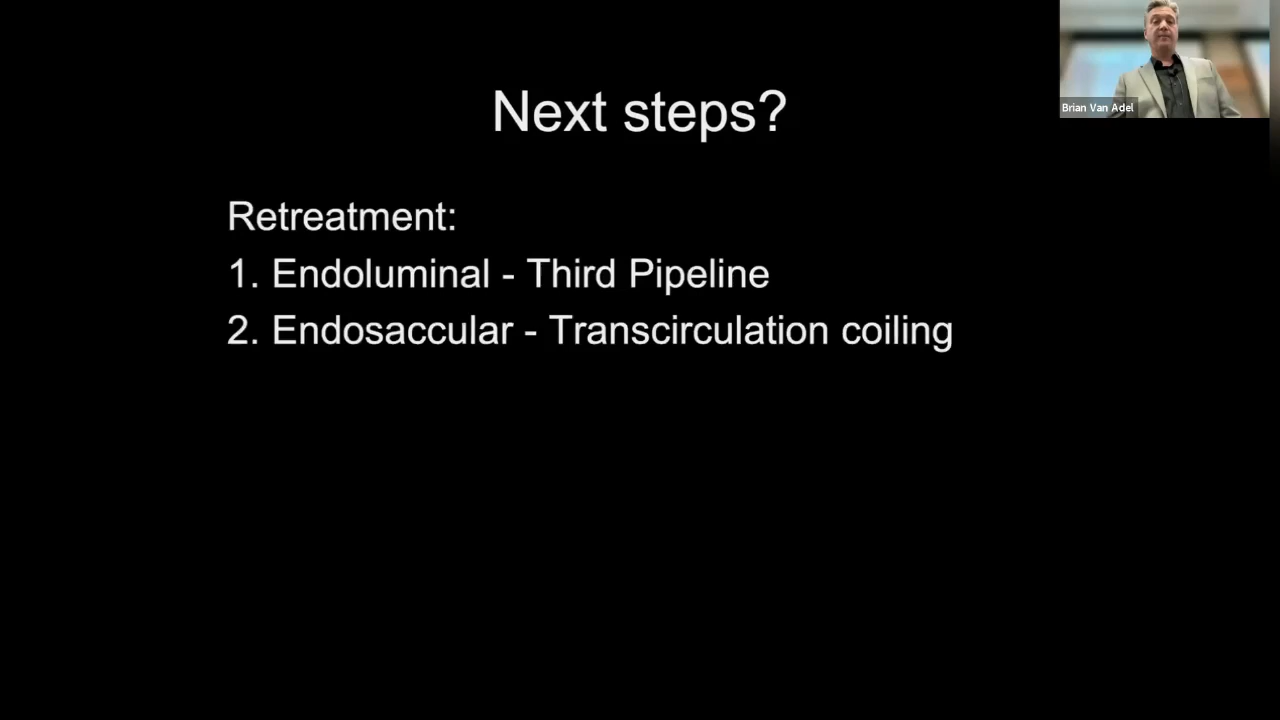 Next steps?
Brian Van Adel
Retreatment:
1. Endoluminal - Third Pipeline
2. Endosaccular - Transcirculation coiling